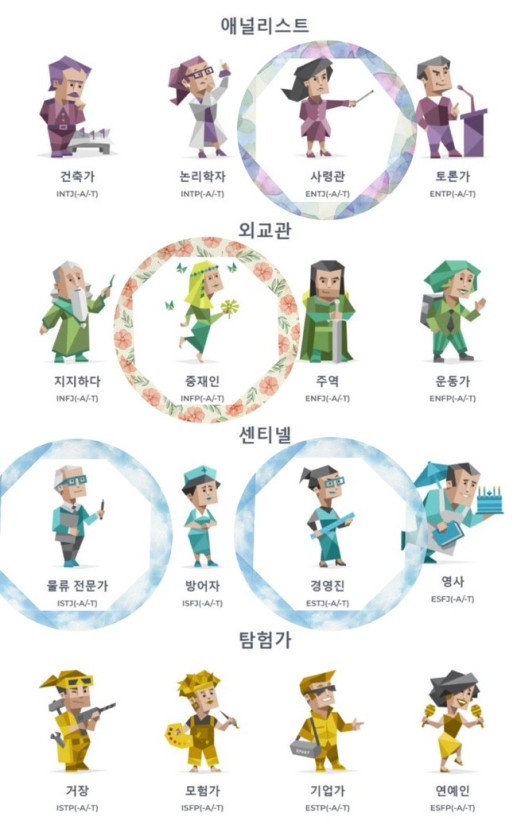 애널리스트
건축가 논리학자 사령관 토론가
INTJ(-A/-T) INTP(-A/-T) ENTJ(-A/-T) ENTP(-A/-T)
외교관
지지하다 중재인 주역 운동가
INFJ(-A/-T) INFP(-A/-T) ENFJ(-A/-T) ENFP(-A/-T)
센티넬
물류 전문가 방어자 경영진 영사
ISTJ(-A/-T) ISFJ(-A/-T) ESTJ(-A/-T) ESFJ(-A/-T)
탐험가
거장 모험가 기업가 연예인
ISTP(-A/-T) ISFP(-A/-T) ESTP(-A/-T) ESFP(-A/-T)